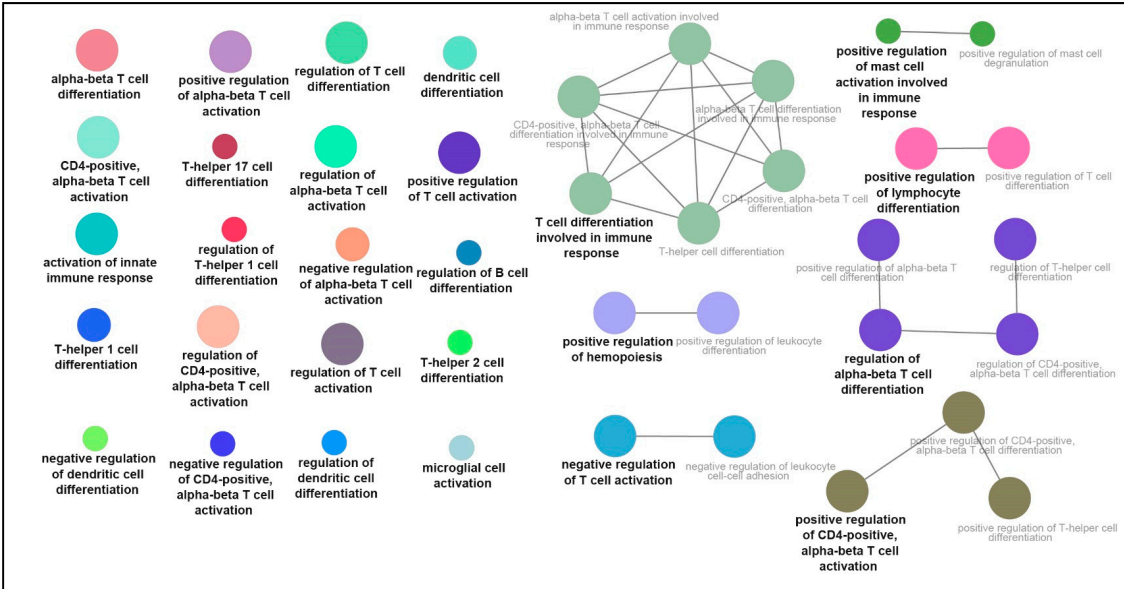 alpha-beta T cell
differentiation
positive regulation
of alpha-beta T cell
activation
regulation of T cell
differentiation
dendritic cell
differentiation
CD4-positive,
alpha-beta T cell
activation
T-helper 17 cell
differentiation
regulation of
alpha-beta T cell
activation
positive regulation
of T cell activation
activation of innate
immune response
regulation of
T-helper 1 cell
differentiation
negative regulation
of alpha-beta T cell
activation
regulation of B cell
differentiation
T-helper 1 cell
differentiation
regulation of
CD4-positive,
alpha-beta T cell
activation
regulation of T cell
activation
T-helper 2 cell
differentiation
negative regulation
of dendritic cell
differentiation
negative regulation
of CD4-positive,
alpha-beta T cell
activation
regulation of
dendritic cell
differentiation
microglial cell
activation
alpha-beta T cell activation involved
in immune response
alpha-beta T cell differentiation
involved in immune response
CD4-positive, alpha-beta T cell
differentiation involved in immune
response
CD4-positive, alpha-beta T cell
differentiation
T cell differentiation
involved in immune
response
T-helper cell differentiation
positive regulation
of hemopoiesis
positive regulation of leukocyte
differentiation
negative regulation
of T cell activation
negative regulation of leukocyte
cell-cell adhesion
positive regulation
of mast cell
activation involved
in immune
response
positive regulation of mast cell
degranulation
positive regulation
of lymphocyte
differentiation
positive regulation of T cell
differentiation
positive regulation of alpha-beta T
cell differentiation
regulation of T-helper cell
differentiation
regulation of
alpha-beta T cell
differentiation
regulation of CD4-positive,
alpha-beta T cell differentiation
positive regulation of CD4-positive,
alpha-beta T cell differentiation
positive regulation
of CD4-positive,
alpha-beta T cell
activation
positive regulation of T-helper cell
differentiation